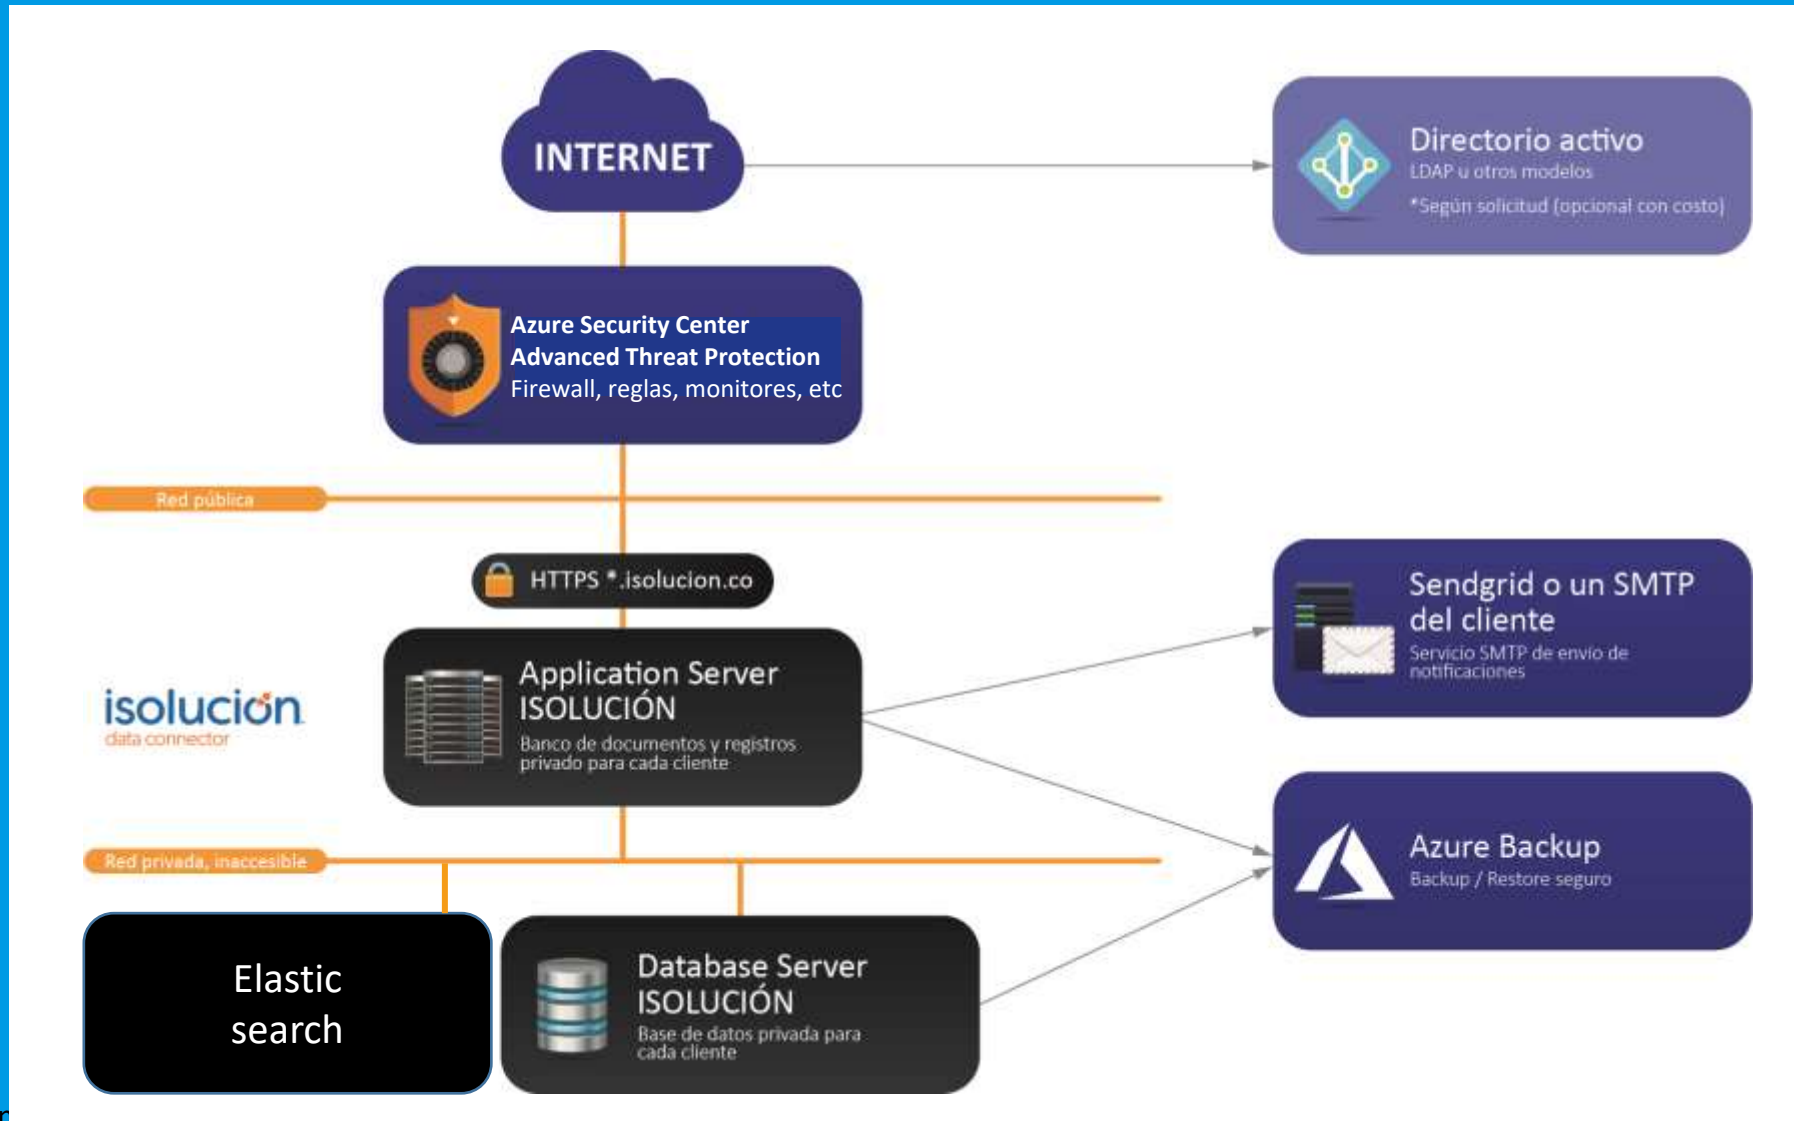 INTERNET
Directorio activo
LDAP u otros modelos
*Según solicitud (opcional con costo)
Azure Security Center
Advanced Threat Protection
Firewall, reglas, monitores, etc
Red pública
HTTPS *.isolucion.co
Sendgrid o un SMTP
del cliente
Servicio SMTP de envío de
notificaciones
Application Server
ISOLUCIÓN
Banco de documentos y registros
privado para cada cliente
isolución
data connector
Azure Backup
Backup / Restore seguro
Red privada, inaccesible
Elastic
search
Database Server
ISOLUCIÓN
Base de datos privada para
cada cliente